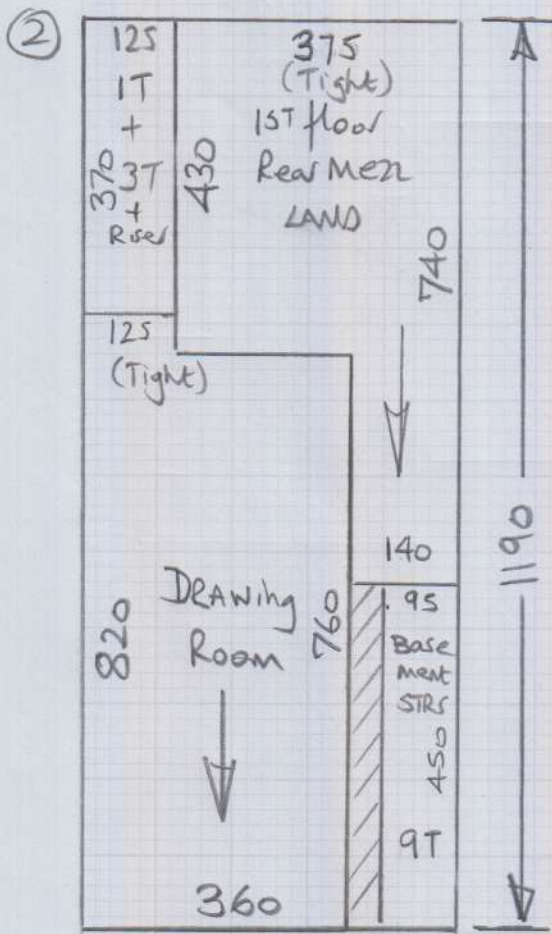 2
125
1T
+
3T
+
Riser
370
430
375
(Tight)
1ST floor
Rear Mezz
LAND
740
125
(Tight)
1190
140
95
Base
ment
STRS
450
9T
Drawing
Room
820
760
360